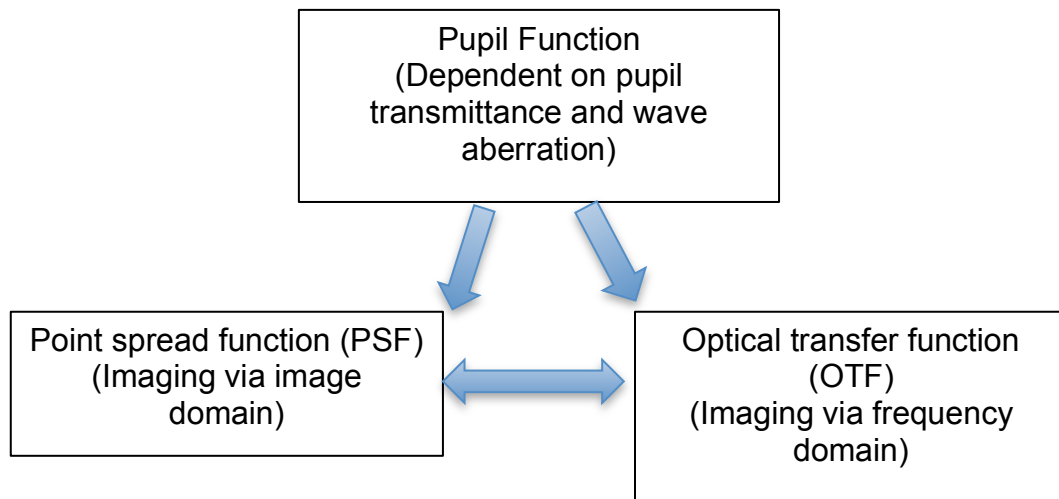 Pupil Function
(Dependent on pupil
transmittance and wave
aberration)
Point spread function (PSF)
(Imaging via image
domain)
Optical transfer function
(OTF)
(Imaging via frequency
domain)